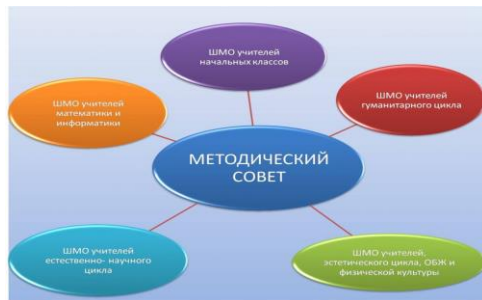 ШМО учителей
начальных классов
ШМО учителей
математики и
информатики
ШМО учителей
гуманитарного цикла
МЕТОДИЧЕСКИЙ
СОВЕТ
ШМО учителей
естественно- научного
цикла
ШМО учителей,
эстетического цикла, ОБЖ и
физической культуры